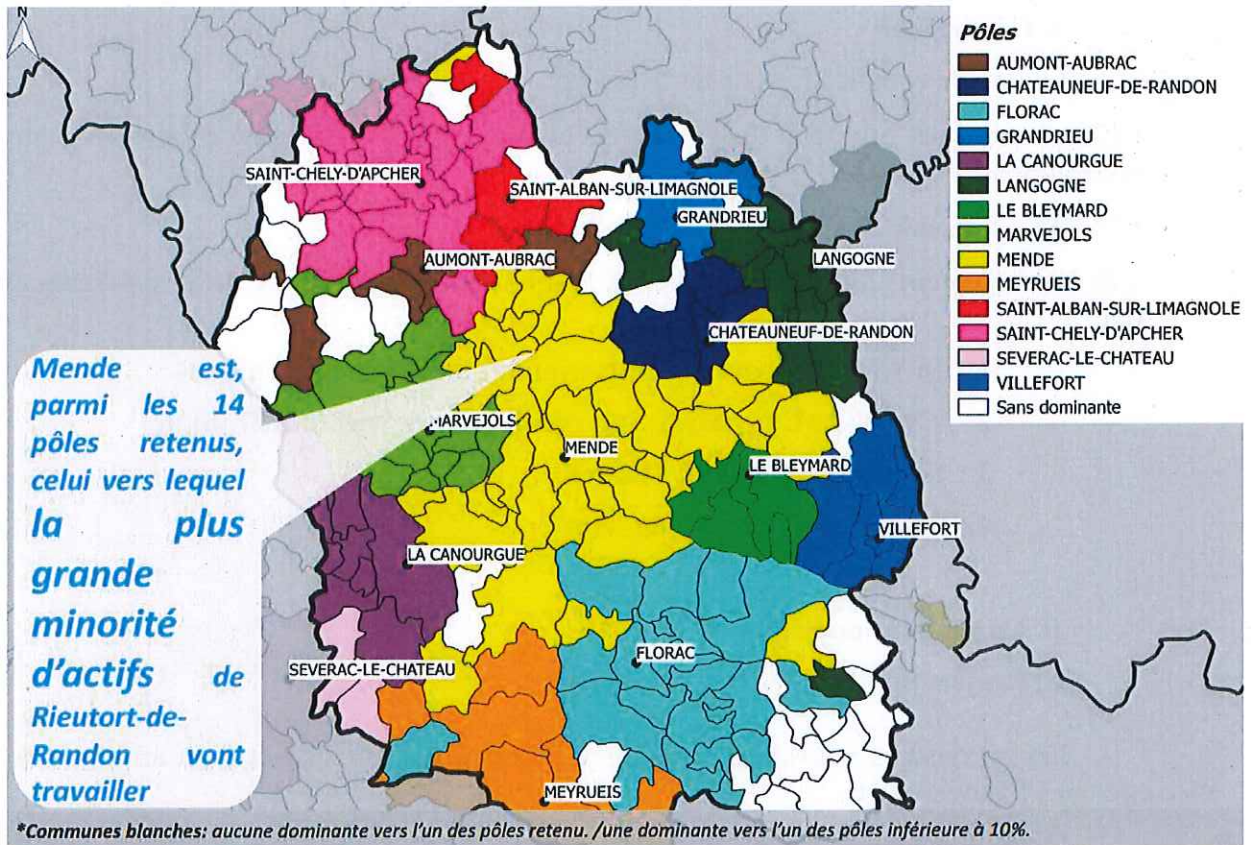 N
Pôles
AUMONT-AUBRAC
CHATEAUNEUF-DE-RANDON
FLORAC
GRANDRIEU
LA CANOURGUE
LANGOGNE
LE BLEYMARD
MARVEJOLS
MENDE
MEYRUEIS
SAINT-ALBAN-SUR-LIMAGNOLE
SAINT-CHELY-D'APCHER
SEVERAC-LE-CHATEAU
VILLEFORT
Sans dominante
SAINT-CHELY-D'APCHER
SAINT-ALBAN-SUR-LIMAGNOLE
GRANDRIEU
AUMONT-AUBRAC
LANGOGNE
CHATEAUNEUF-DE-RANDON
MARVEJOLS
MENDE
LE BLEYMARD
VILLEFORT
LA CANOURGUE
FLORAC
SEVERAC-LE-CHATEAU
MEYRUEIS
Mende est,
parmi les 14
pôles retenus,
celui vers lequel
la plus
grande
minorité
d'actifs de
Rieutort-de-
Randon vont
travailler
*Communes blanches: aucune dominante vers l'un des pôles retenu. /une dominante vers l'un des pôles inférieure à 10%.